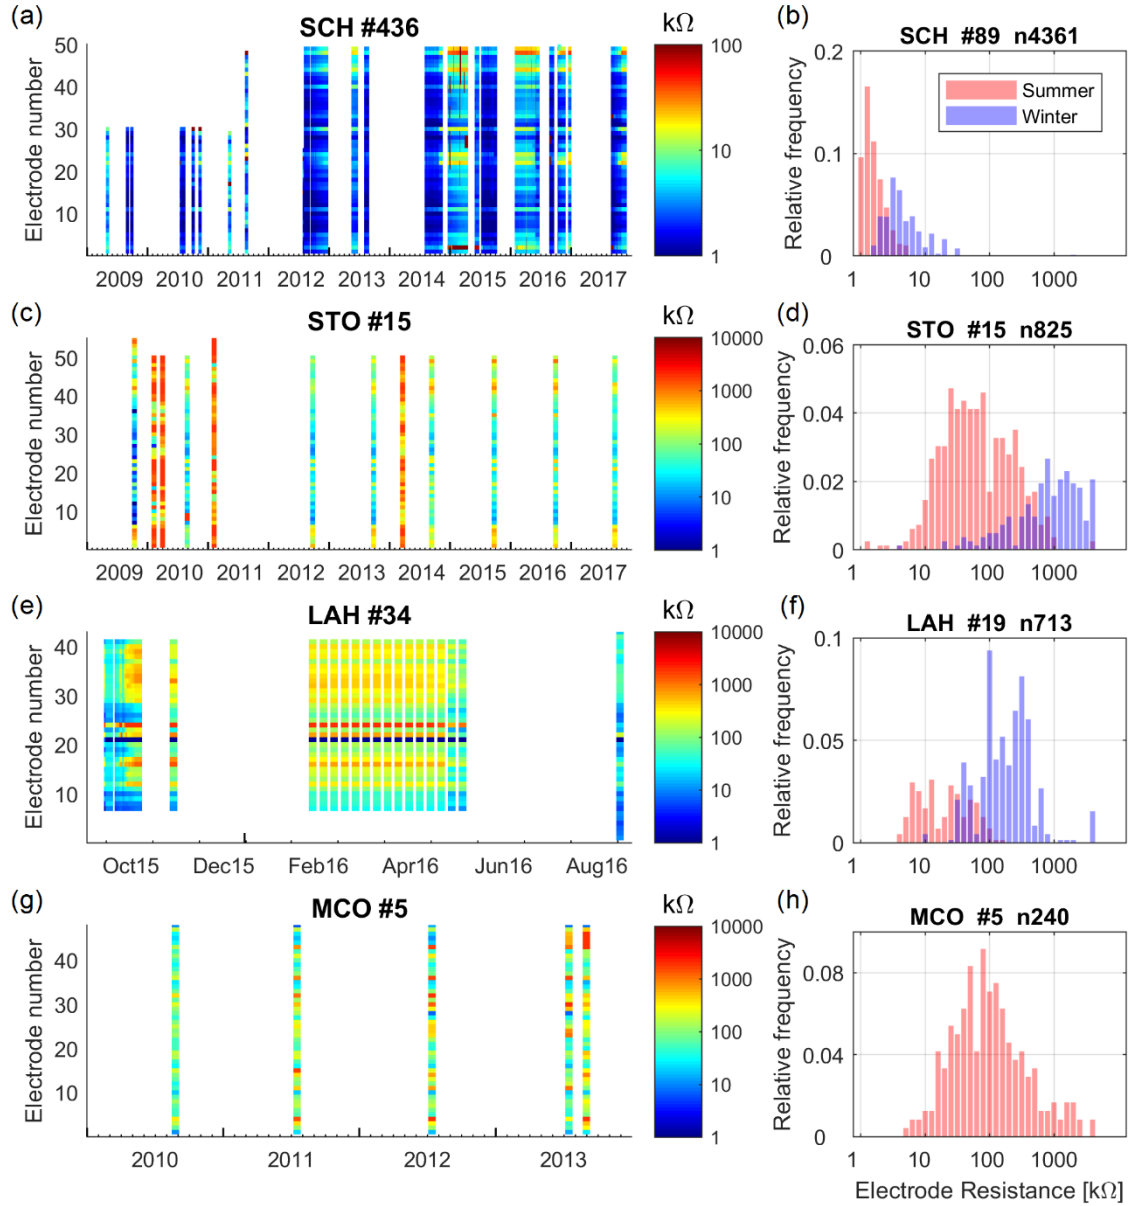 (a) SCH #436 kΩ
Electrode number
50
40
30
20
10
2009 2010 2011 2012 2013 2014 2015 2016 2017
100
10
1
(b) SCH #89 n4361
Relative frequency
0.2
0.1
0
Summer
Winter
1 10 100 1000
(c) STO #15 kΩ
Electrode number
50
40
30
20
10
2009 2010 2011 2012 2013 2014 2015 2016 2017
10000
1000
100
10
1
(d) STO #15 n825
Relative frequency
0.06
0.04
0.02
0
1 10 100 1000
(e) LAH #34 kΩ
Electrode number
40
30
20
10
Oct15 Dec15 Feb16 Apr16 Jun16 Aug16
10000
1000
100
10
1
(f) LAH #19 n713
Relative frequency
0.1
0.05
0
1 10 100 1000
(g) MCO #5 kΩ
Electrode number
40
30
20
10
2010 2011 2012 2013
10000
1000
100
10
1
(h) MCO #5 n240
Relative frequency
0.08
0.04
0
1 10 100 1000
Electrode Resistance [kΩ]